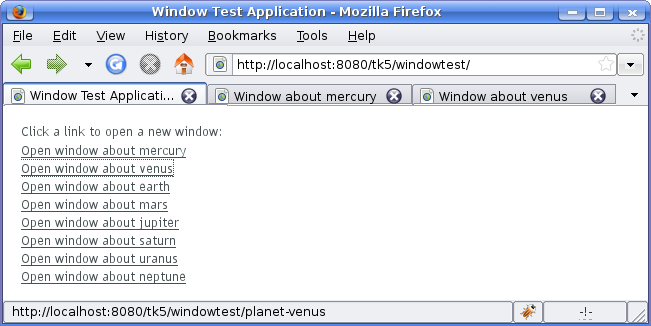 Window Test Application - Mozilla Firefox
File Edit View History Bookmarks Tools Help
http://localhost:8080/tk5/windowtest/
Window Test Applicati... Window about mercury Window about venus
Click a link to open a new window:
Open window about mercury
Open window about venus
Open window about earth
Open window about mars
Open window about jupiter
Open window about saturn
Open window about uranus
Open window about neptune
http://localhost:8080/tk5/windowtest/planet-venus -!-